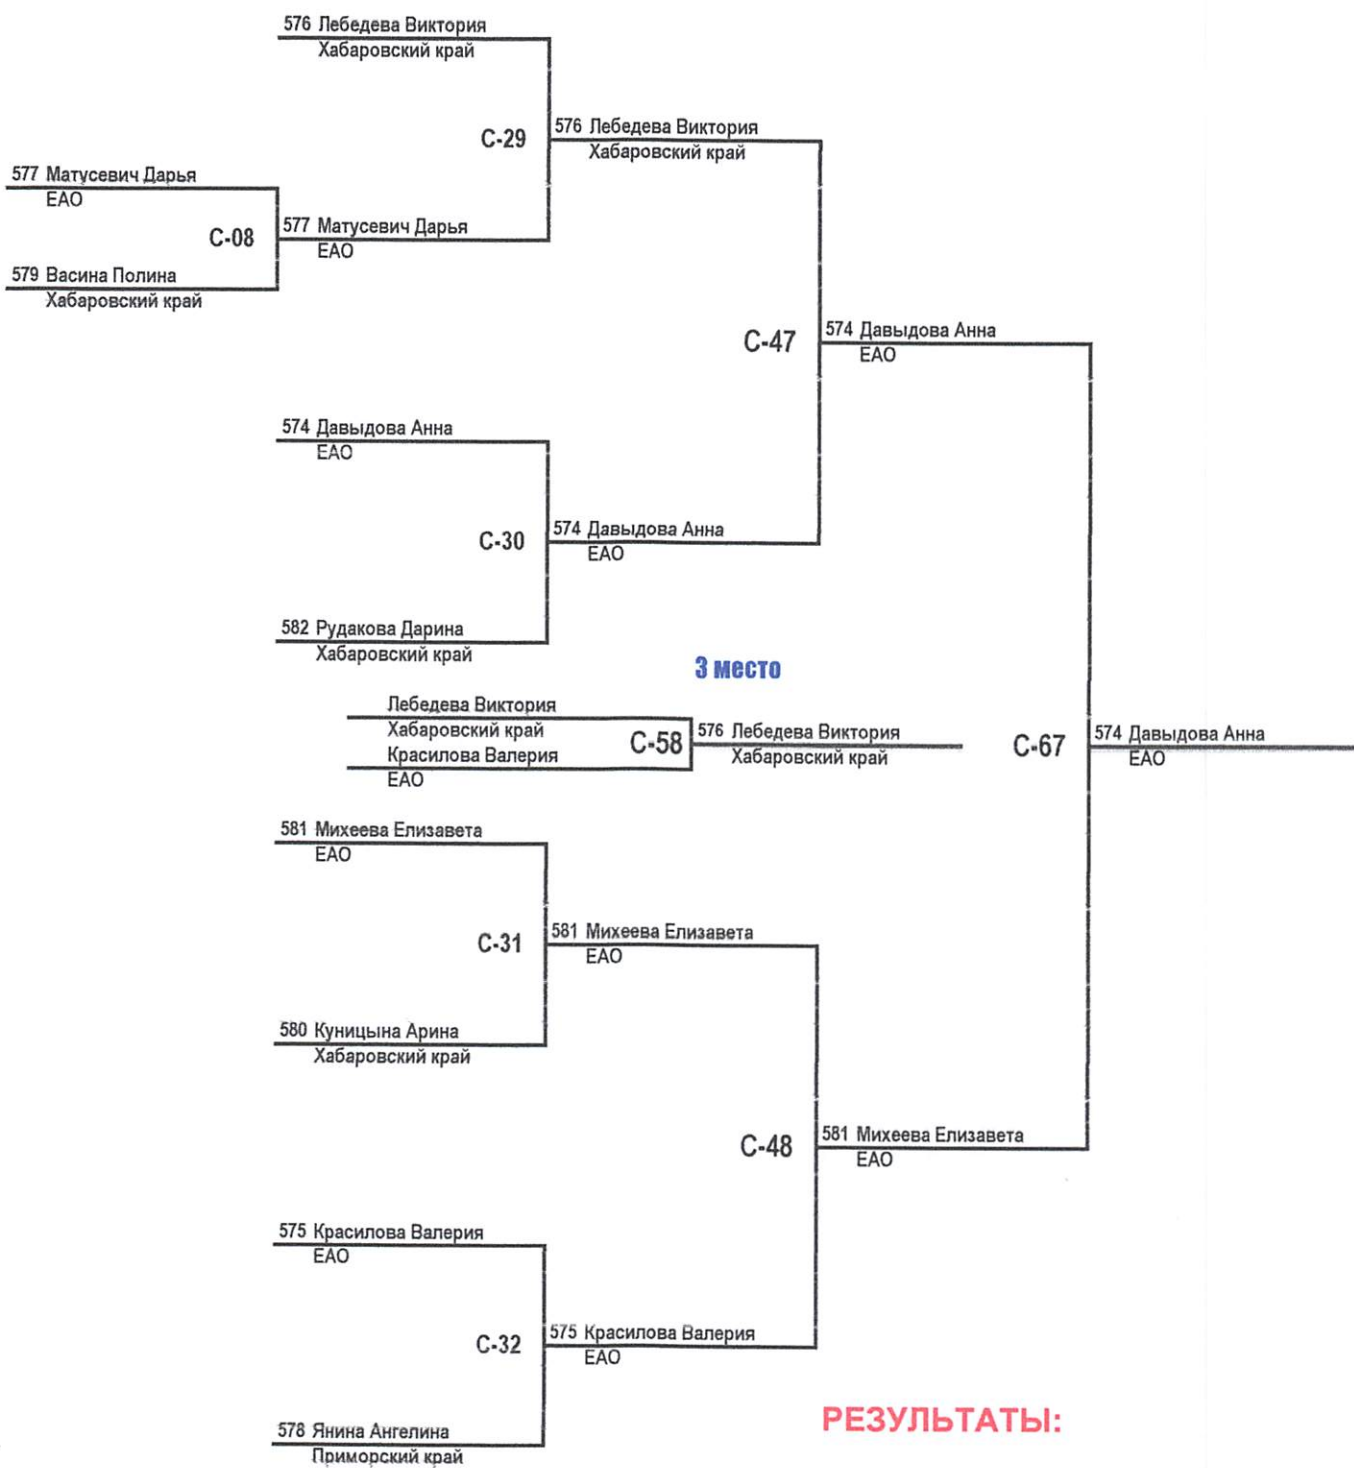 576 Лебедева Виктория
Хабаровский край
С-29
576 Лебедева Виктория
Хабаровский край
577 Матусевич Дарья
ЕАО
С-08
577 Матусевич Дарья
ЕАО
579 Васина Полина
Хабаровский край
С-47
574 Давыдова Анна
ЕАО
574 Давыдова Анна
ЕАО
С-30
574 Давыдова Анна
ЕАО
582 Рудакова Дарина
Хабаровский край
3 место
Лебедева Виктория
Хабаровский край
Красилова Валерия
ЕАО
С-58
576 Лебедева Виктория
Хабаровский край
С-67
574 Давыдова Анна
ЕАО
581 Михеева Елизавета
ЕАО
С-31
581 Михеева Елизавета
ЕАО
580 Куницына Арина
Хабаровский край
С-48
581 Михеева Елизавета
ЕАО
575 Красилова Валерия
ЕАО
С-32
575 Красилова Валерия
ЕАО
578 Янина Ангелина
Приморский край
РЕЗУЛЬТАТЫ: